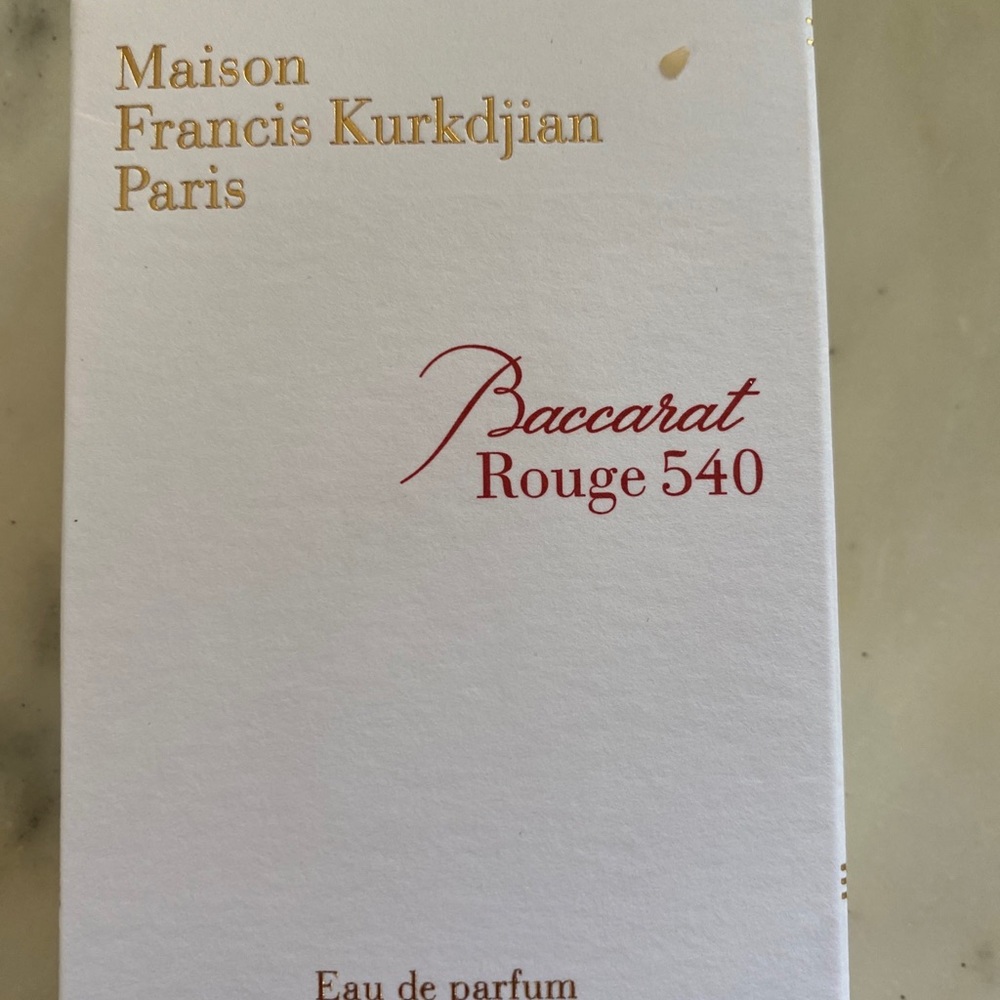 Maison
Francis Kurkdjian
Paris
Baccarat
Rouge 540
Eau de parfum